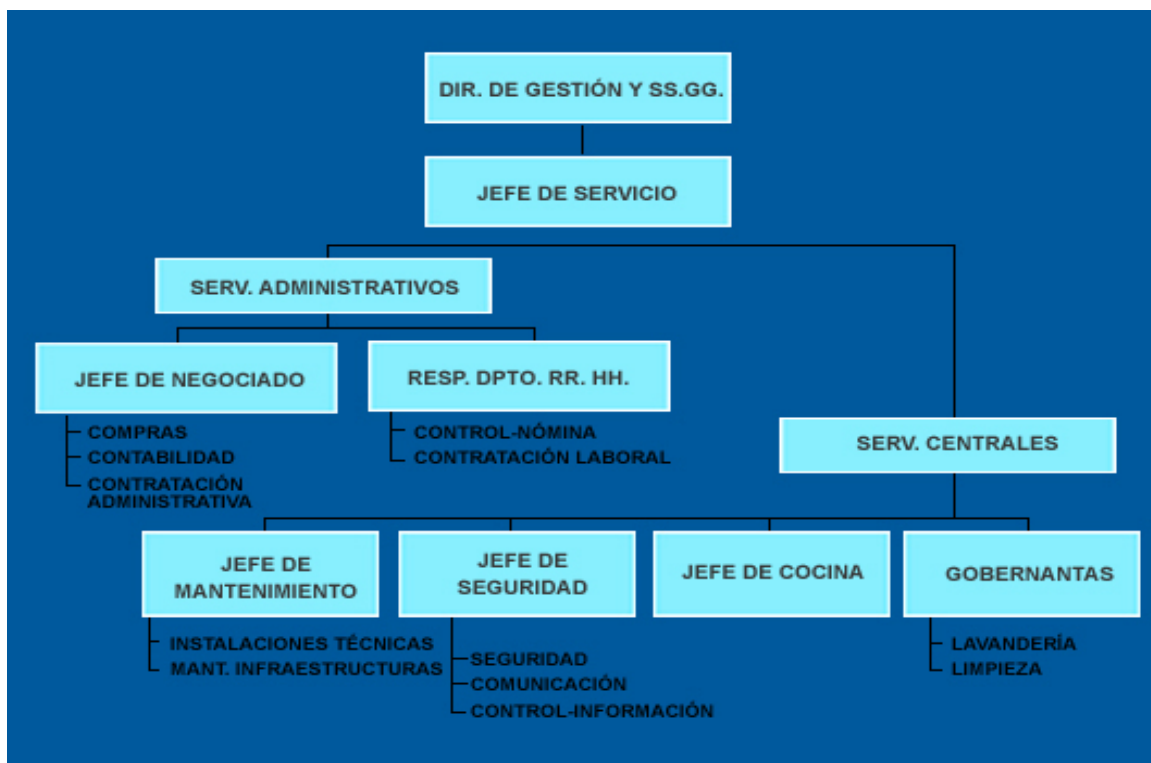 DIR. DE GESTIÓN Y SS.GG.
JEFE DE SERVICIO
SERV. ADMINISTRATIVOS
JEFE DE NEGOCIADO
COMPRAS
CONTABILIDAD
CONTRATACIÓN
ADMINISTRATIVA
RESP. DPTO. RR. HH.
CONTROL-NÓMINA
CONTRATACIÓN LABORAL
SERV. CENTRALES
JEFE DE
MANTENIMIENTO
INSTALACIONES TÉCNICAS
MANT. INFRAESTRUCTURAS
JEFE DE
SEGURIDAD
SEGURIDAD
COMUNICACIÓN
CONTROL-INFORMACIÓN
JEFE DE COCINA
GOBERNANTAS
LAVANDERÍA
LIMPIEZA